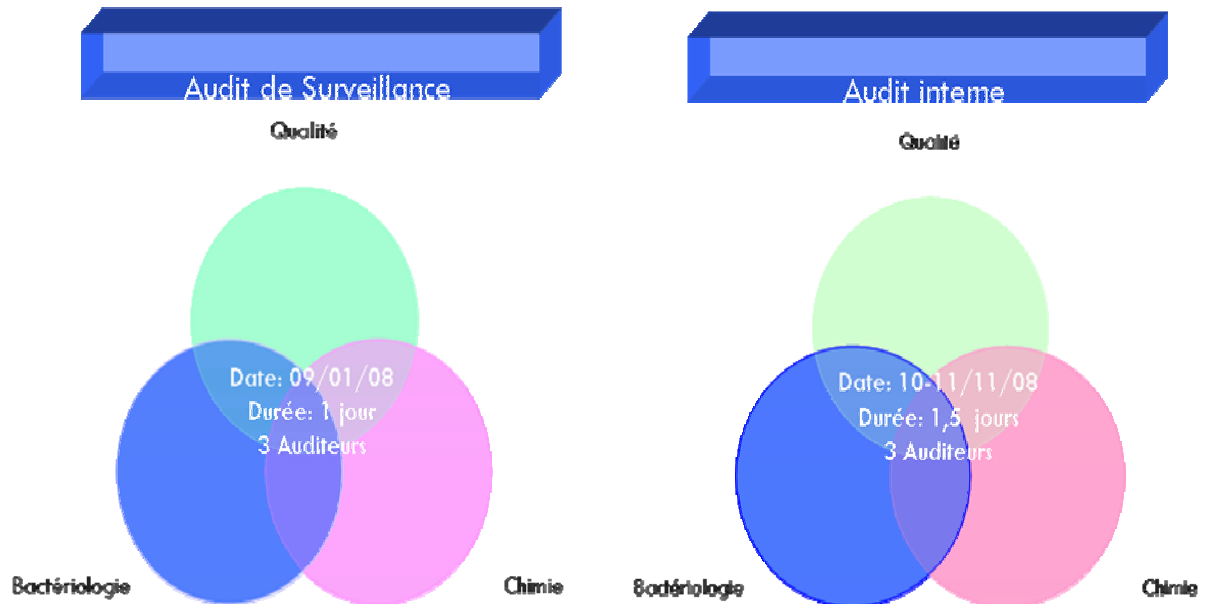 Audit de Surveillance
Qualité
Date: 09/01/08
Durée: 1 jour
3 Auditeurs
Bactériologie
Chimie
Audit interne
Qualité
Date: 10-11/11/08
Durée: 1,5 jours
3 Auditeurs
Bactériologie
Chimie